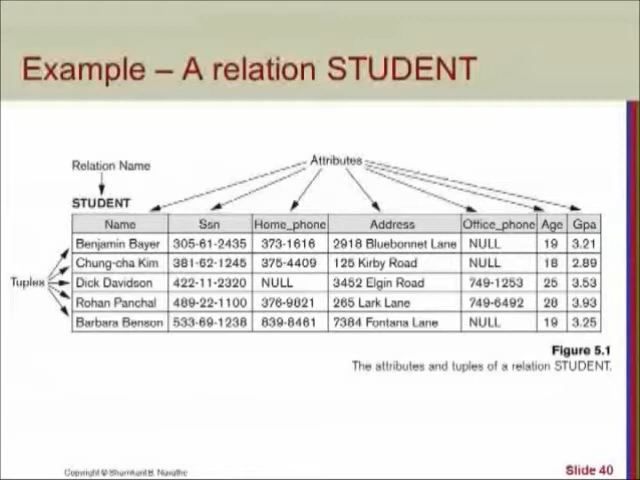 Example – A relation STUDENT
Relation Name
Attributes
STUDENT
Name Ssn Home_phone Address Office_phone Age Gpa
Benjamin Bayer 305-61-2435 373-1616 2918 Bluebonnet Lane NULL 19 3.21
Chung-cha Kim 381-62-1245 375-4409 125 Kirby Road NULL 18 2.89
Tuples Dick Davidson 422-11-2320 NULL 3452 Elgin Road 749-1253 25 3.53
Rohan Panchal 489-22-1100 376-9821 265 Lark Lane 749-6492 28 3.93
Barbara Benson 533-69-1238 839-8461 7384 Fontana Lane NULL 19 3.25
Figure 5.1
The attributes and tuples of a relation STUDENT.
Copyright ©
Slide 40